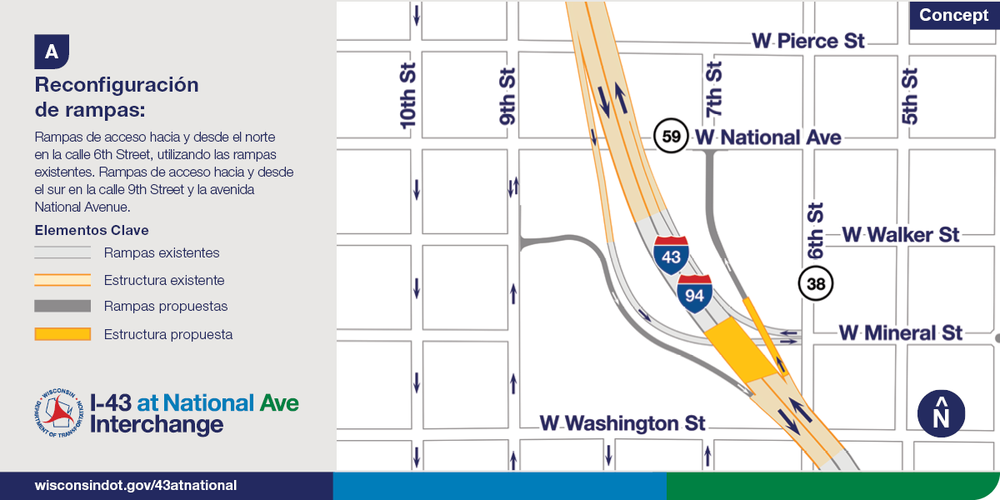 A
Reconfiguración
de rampas:
Rampas de acceso hacia y desde el norte
en la calle 6th Street, utilizando las rampas
existentes. Rampas de acceso hacia y desde
el sur en la calle 9th Street y la avenida
National Avenue.
Elementos Clave
Rampas existentes
Estructura existente
Rampas propuestas
Estructura propuesta
WISCONSIN
DEPARTMENT OF TRANSPORTATION
I-43 at National Ave
Interchange
wisconsindot.gov/43atnational
Concept
W Pierce St
10th St
9th St
7th St
5th St
59
W National Ave
6th St
W Walker St
43
94
38
W Mineral St
W Washington St
N